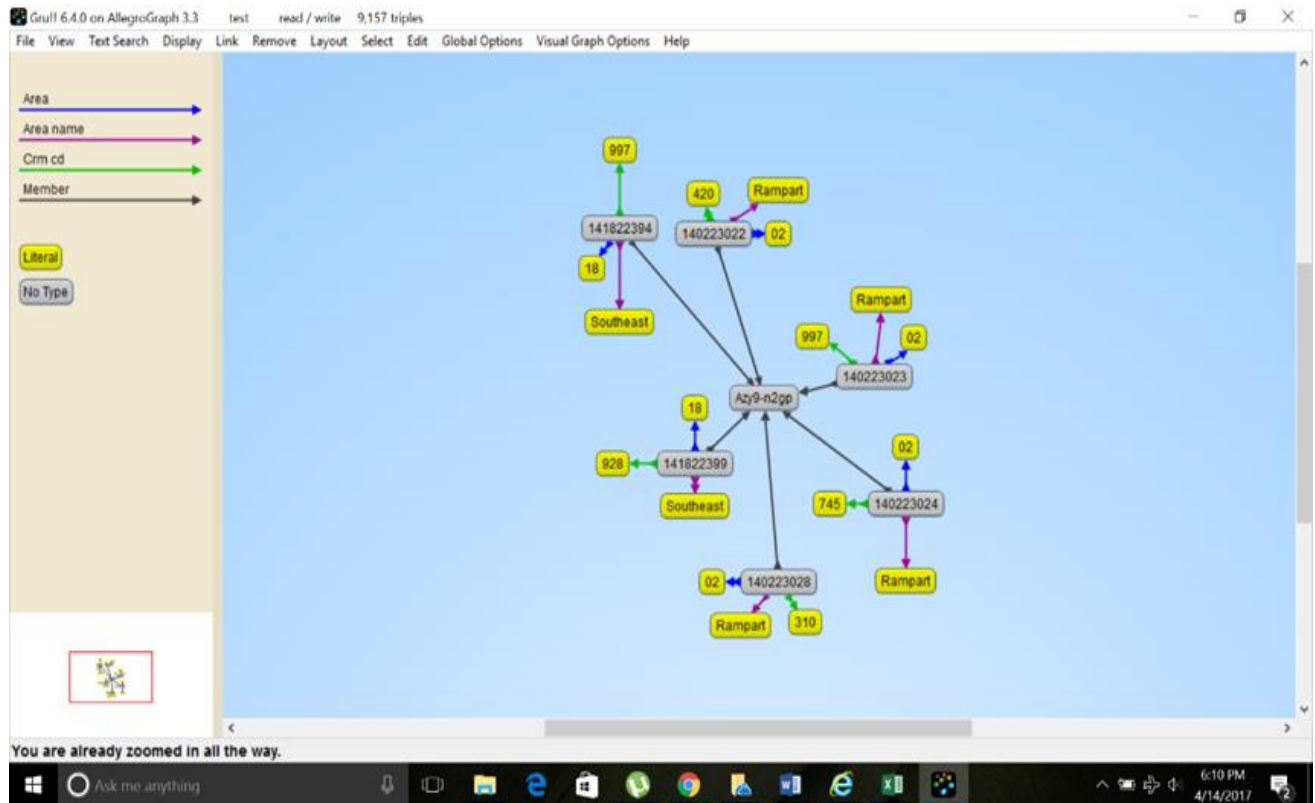 Gruff 6.4.0 on AllegroGraph 3.3 test read / write 9,157 triples
File View Text Search Display Link Remove Layout Select Edit Global Options Visual Graph Options Help
Area
Area name
Crm cd
Member
Literal
No Type
997
420
Rampart
141822394
140223022
02
18
Southeast
Rampart
997
02
140223023
Azy9-n2gp
18
02
928
141822399
Southeast
745
140223024
02
140223028
Rampart
Rampart
310
You are already zoomed in all the way.
Ask me anything
6:10 PM
4/14/2017
2